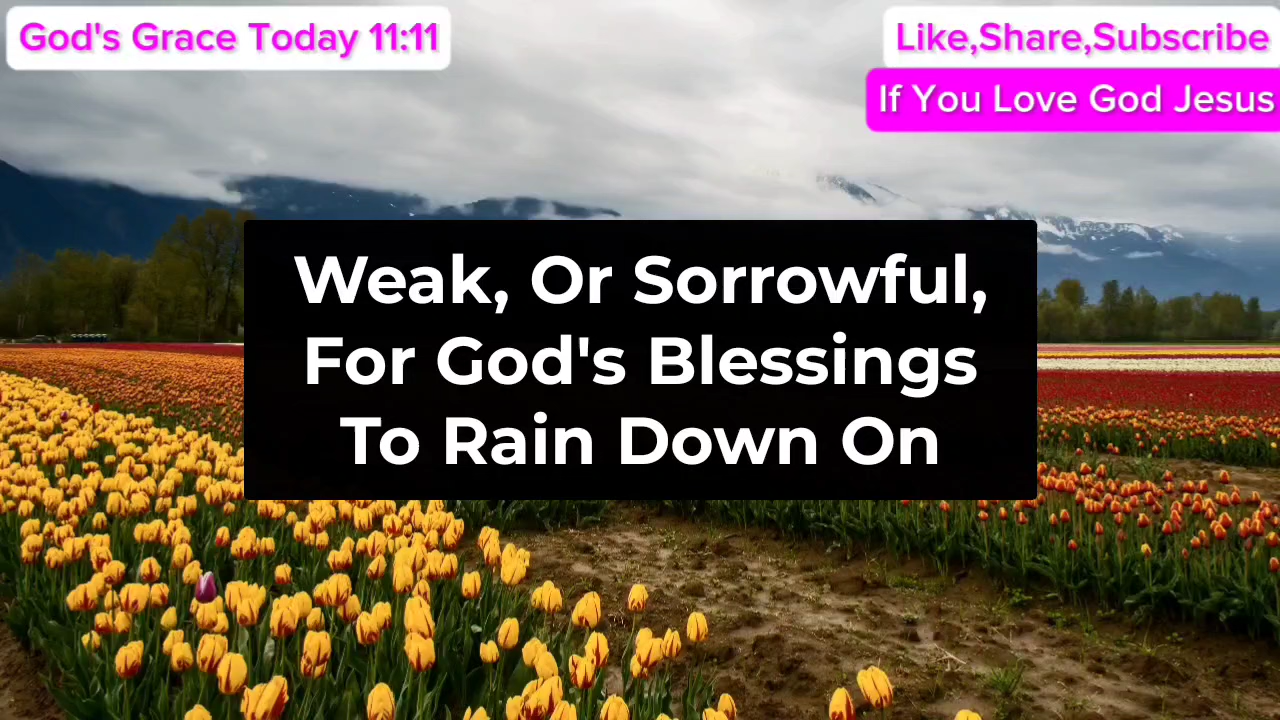 God's Grace Today 11:11
Like,Share,Subscribe
If You Love God Jesus
Weak, Or Sorrowful,
For God's Blessings
To Rain Down On